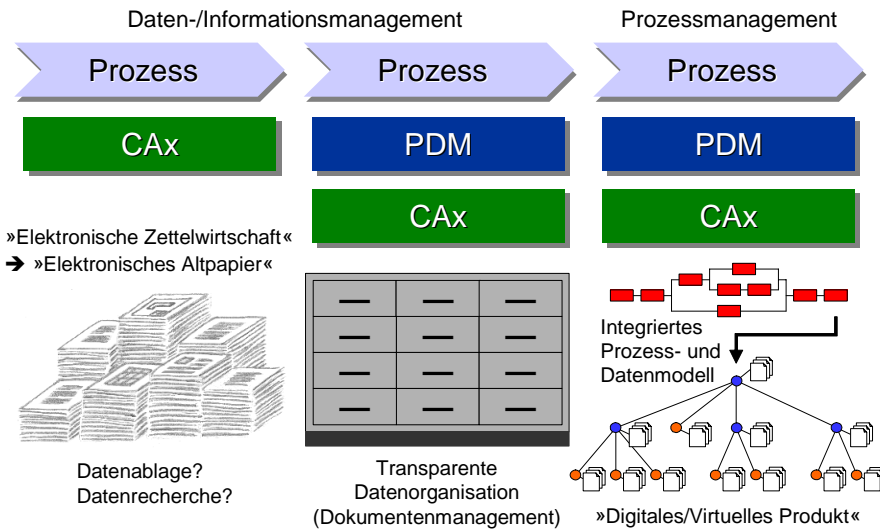 Daten-/Informationsmanagement
Prozessmanagement
Prozess
Prozess
Prozess
CAx
PDM
PDM
CAx
CAx
»Elektronische Zettelwirtschaft«
➔ »Elektronisches Altpapier«
Integriertes
Prozess- und
Datenmodell
Datenablage?
Datenrecherche?
Transparente
Datenorganisation
(Dokumentenmanagement)
»Digitales/Virtuelles Produkt«